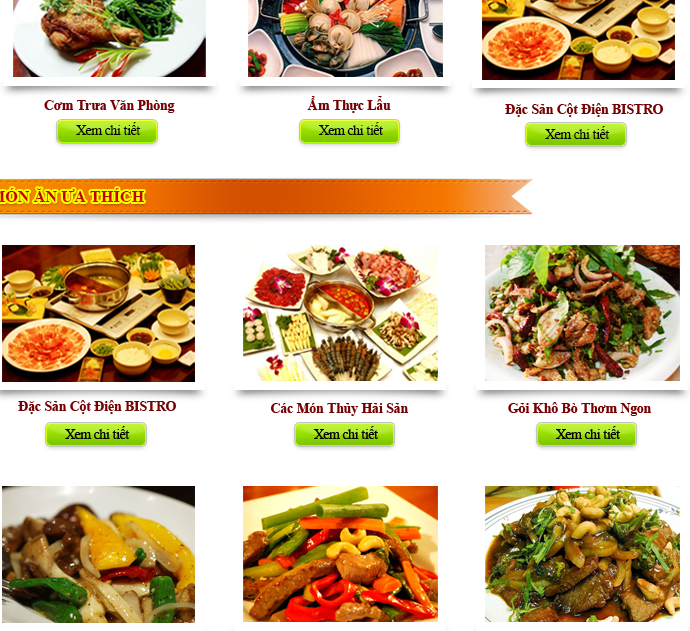 Cơm Trưa Văn Phòng
Ẩm Thực Lẩu
Đặc Sản Cột Điện BISTRO
Xem chi tiết
Xem chi tiết
Xem chi tiết
MÓN ĂN ƯA THÍCH
Đặc Sản Cột Điện BISTRO
Các Món Thủy Hải Sản
Gỏi Khô Bò Thơm Ngon
Xem chi tiết
Xem chi tiết
Xem chi tiết